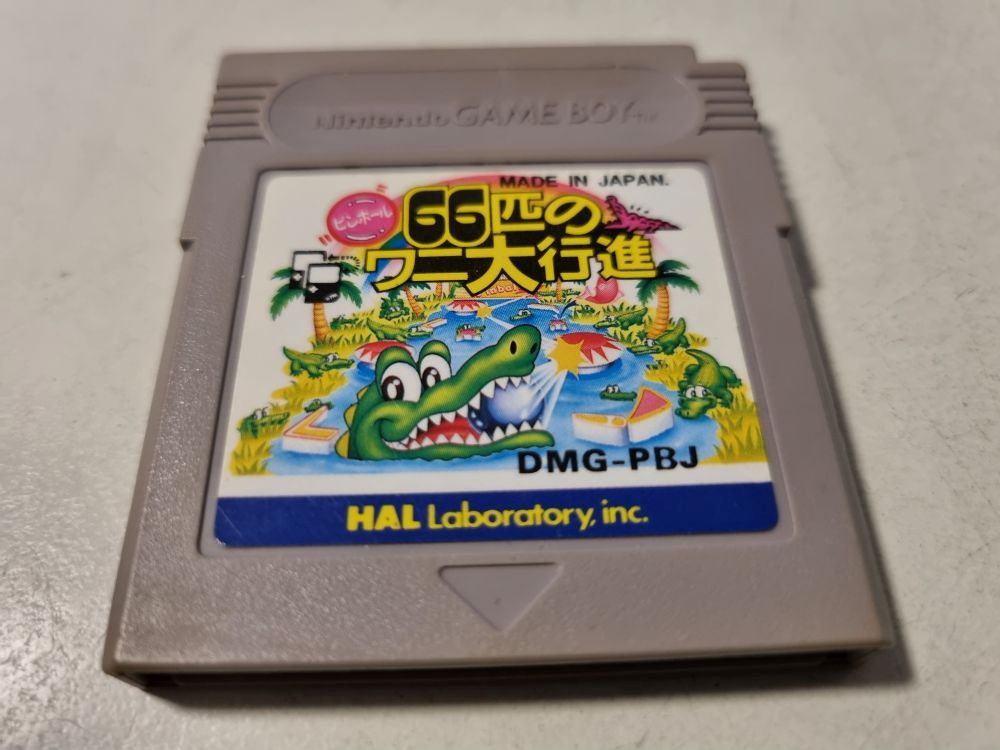 Nintendo GAME BOY™
MADE IN JAPAN.
ピンボール
66匹の
ワニ大行進
DMG-PBJ
HAL Laboratory, inc.